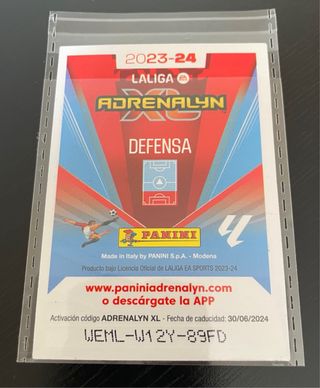 2023-24
LALIGA EA SPORTS
ADRENALYN
XL
DEFENSA
PANINI
Made in Italy by PANINI S.p.A. - Modena
Producto bajo Licencia Oficial de LALIGA EA SPORTS 2023-24
www.paniniadrenalyn.com
o descárgate la APP
Activación código ADRENALYN XL - Fecha de caducidad: 30/06/2024
WEML-W12Y-89FD